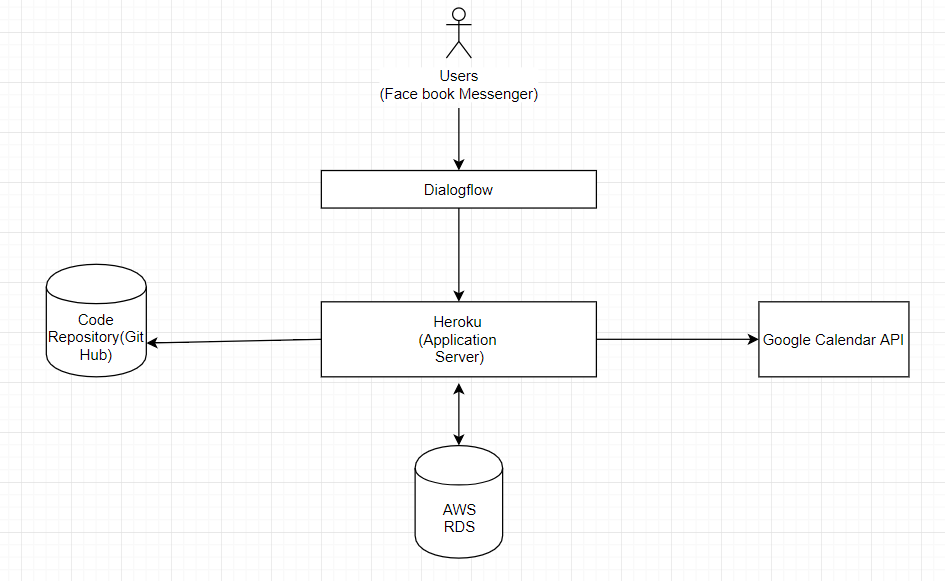 Users
(Face book Messenger)
Dialogflow
Code
Repository(Git
Hub)
Heroku
(Application
Server)
Google Calendar API
AWS
RDS